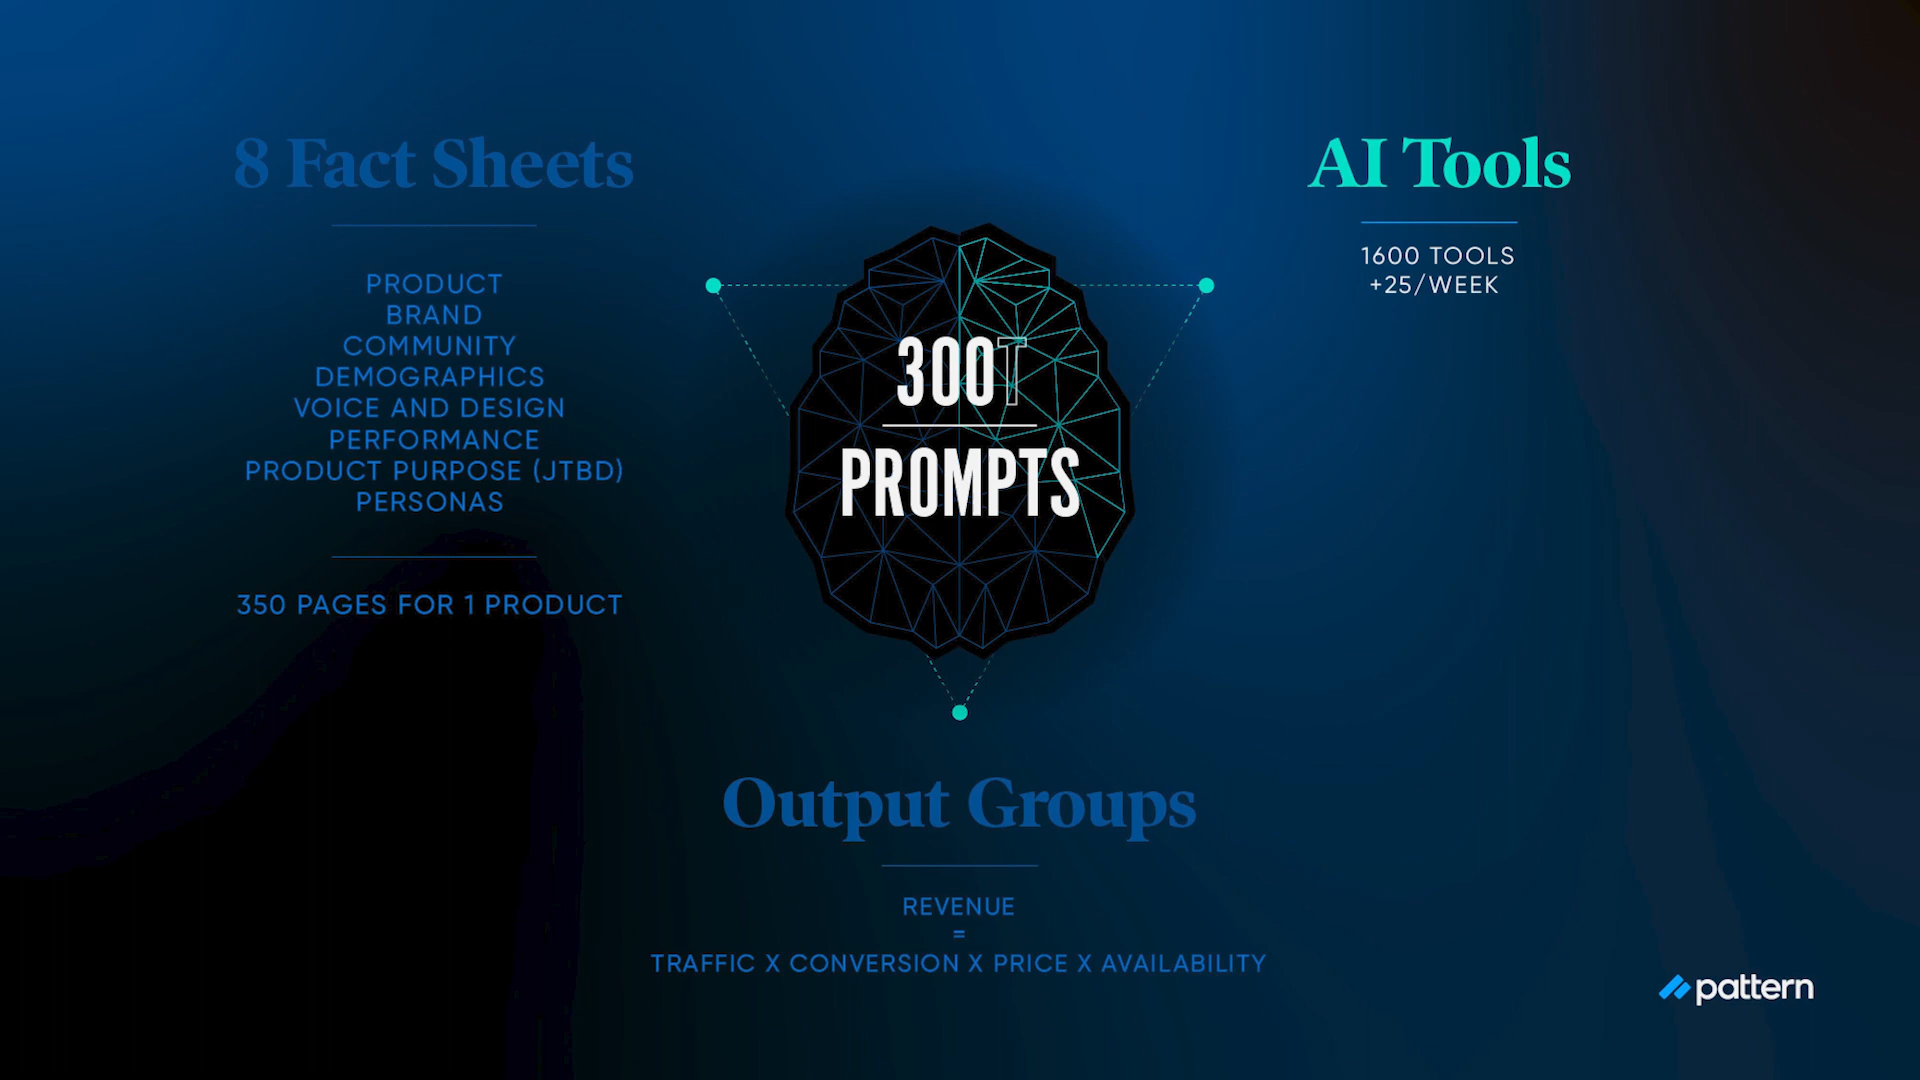 8 Fact Sheets
PRODUCT
BRAND
COMMUNITY
DEMOGRAPHICS
VOICE AND DESIGN
PERFORMANCE
PRODUCT PURPOSE (JTBD)
PERSONAS
350 PAGES FOR 1 PRODUCT
300T
PROMPTS
AI Tools
1600 TOOLS
+25/WEEK
Output Groups
REVENUE
=
TRAFFIC X CONVERSION X PRICE X AVAILABILITY
pattern